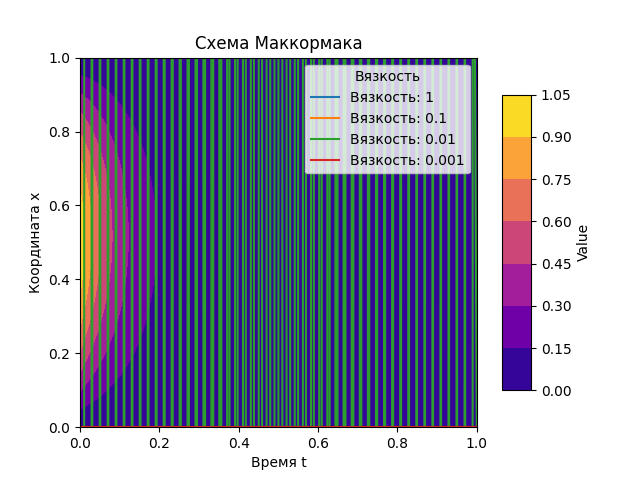 Схема Маккормака
Вязкость
Вязкость: 1
Вязкость: 0.1
Вязкость: 0.01
Вязкость: 0.001
1.0
0.8
0.6
0.4
0.2
0.0
Координата x
0.0 0.2 0.4 0.6 0.8 1.0
Время t
1.05
0.90
0.75
0.60
0.45
0.30
0.15
0.00
Value